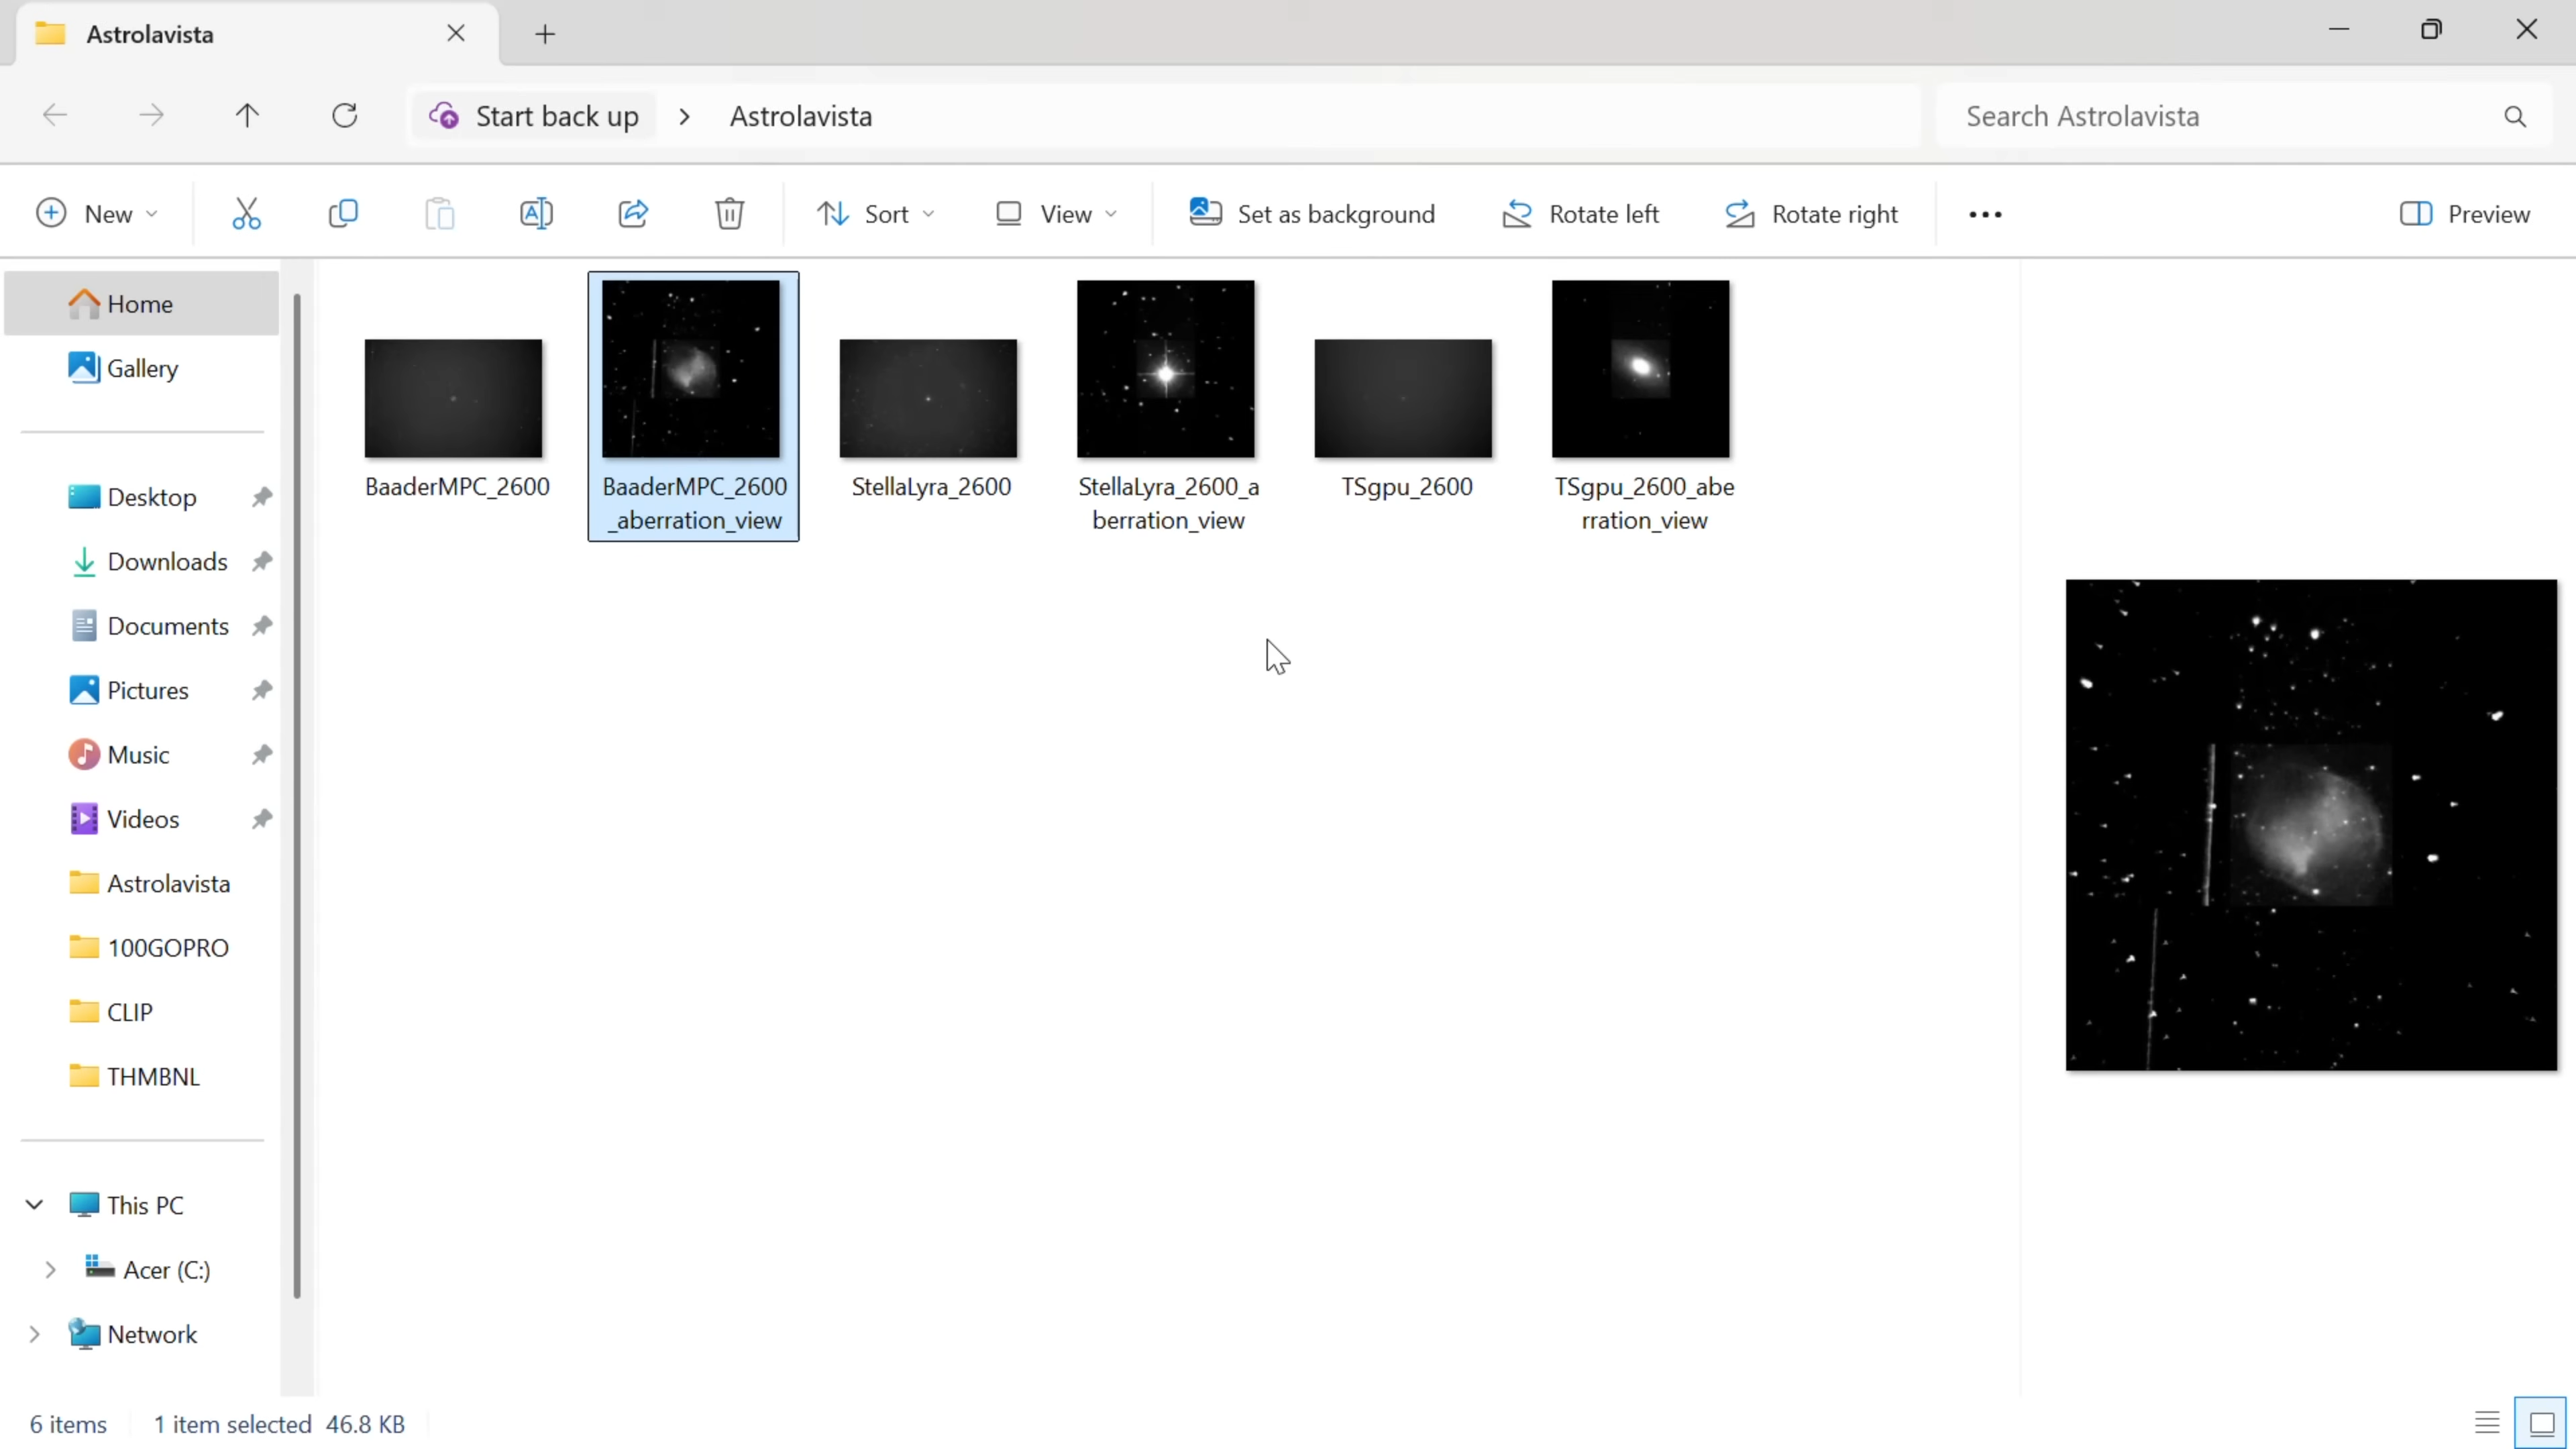 Astrolavista
Start back up > Astrolavista
Search Astrolavista
New
Sort
View
Set as background
Rotate left
Rotate right
Preview
Home
Gallery
Desktop
Downloads
Documents
Pictures
Music
Videos
Astrolavista
100GOPRO
CLIP
THMBNL
This PC
Acer (C:)
Network
BaaderMPC_2600
BaaderMPC_2600
_aberration_view
StellaLyra_2600
StellaLyra_2600_a
berration_view
TSgpu_2600
TSgpu_2600_abe
rration_view
6 items
1 item selected 46.8 KB